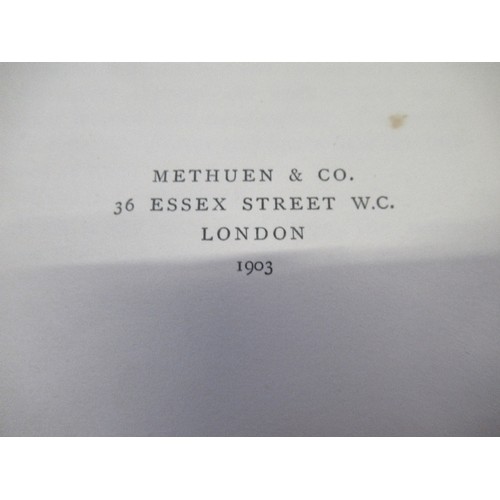 METHUEN & CO.
36 ESSEX STREET W.C.
LONDON
1903